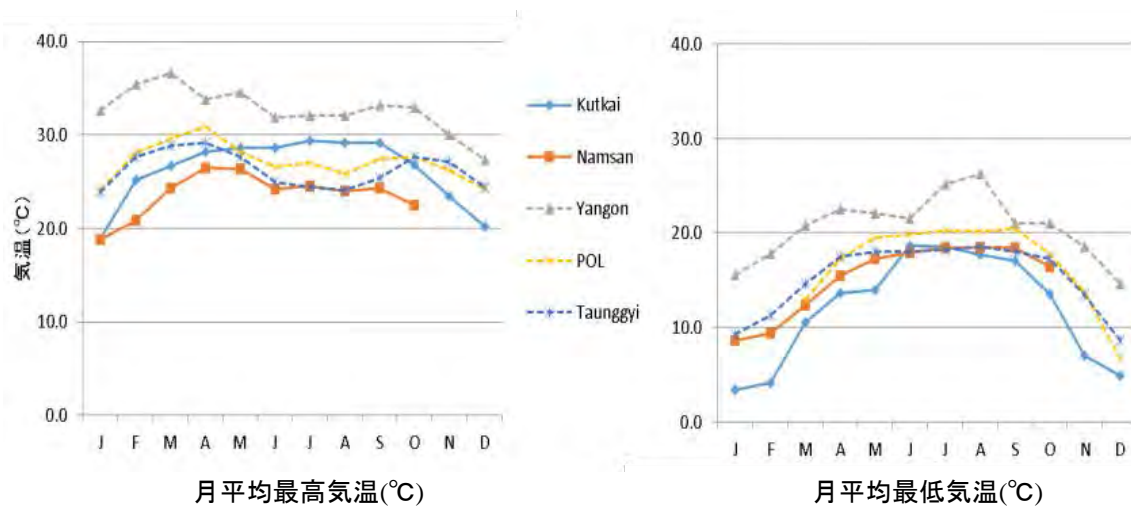 40.0
30.0
20.0
10.0
0.0
気温(℃)
J F M A M J J A S O N D
月平均最高気温(℃)
Kutkai
Namsan
Yangon
POL
Taunggyi
40.0
30.0
20.0
10.0
0.0
J F M A M J J A S O N D
月平均最低気温(℃)